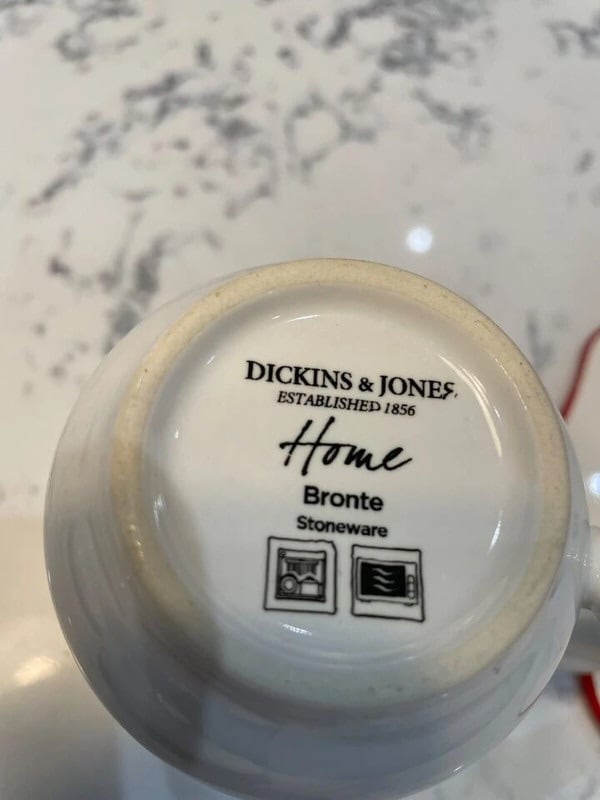 DICKINS & JONES
ESTABLISHED 1856
Home
Bronte
Stoneware